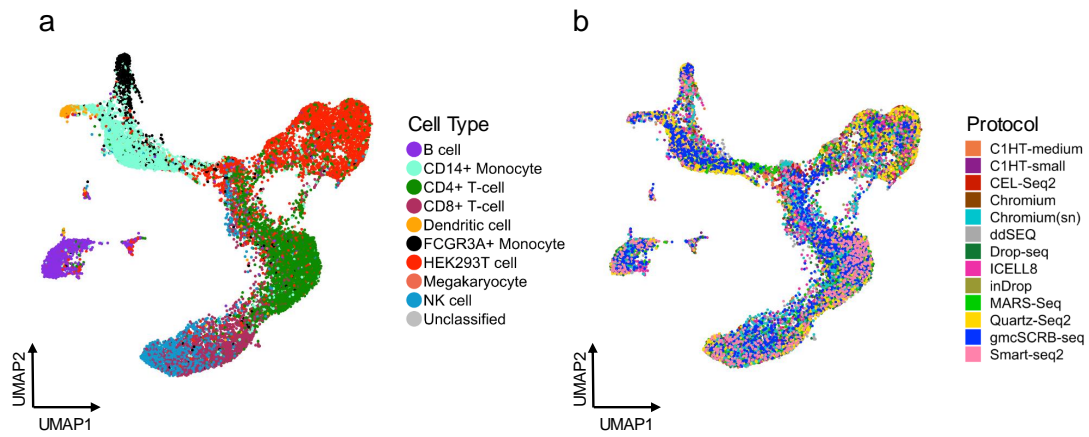 a
Cell Type
B cell
CD14+ Monocyte
CD4+ T-cell
CD8+ T-cell
Dendritic cell
FCGR3A+ Monocyte
HEK293T cell
Megakaryocyte
NK cell
Unclassified
UMAP2
UMAP1
b
Protocol
C1HT-medium
C1HT-small
CEL-Seq2
Chromium
Chromium(sn)
ddSEQ
Drop-seq
ICELL8
inDrop
MARS-Seq
Quartz-Seq2
gmcSCRB-seq
Smart-seq2
UMAP2
UMAP1